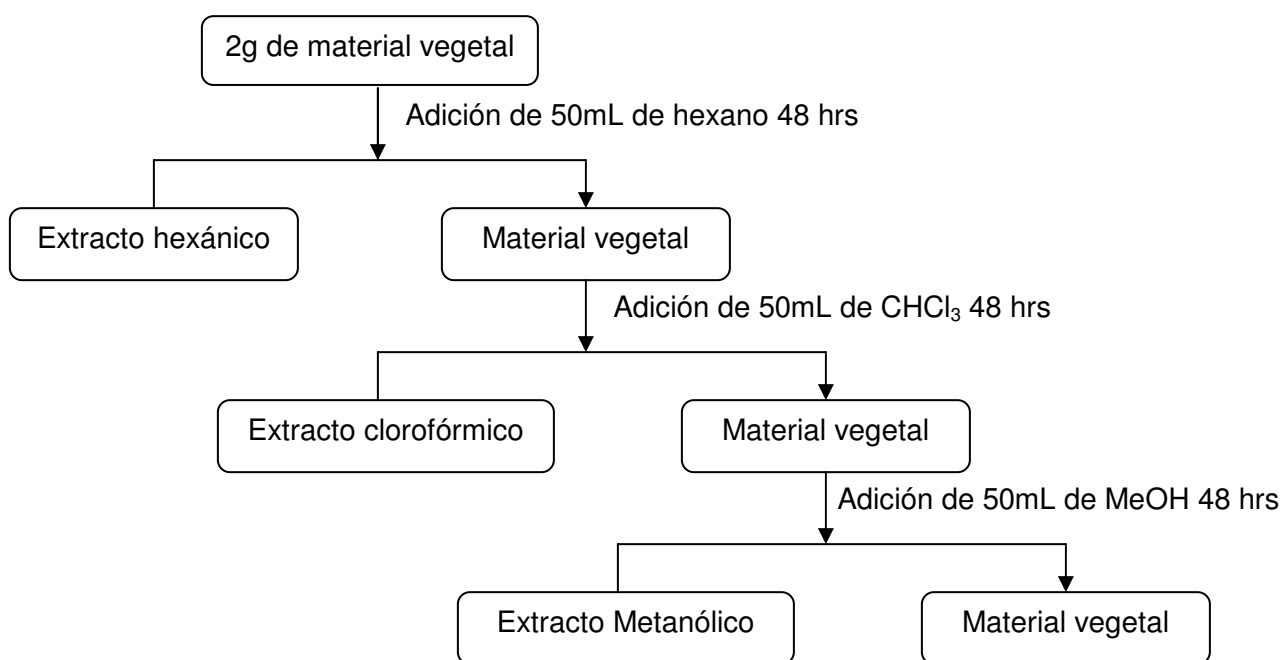 2g de material vegetal
Adición de 50mL de hexano 48 hrs
Extracto hexánico
Material vegetal
Adición de 50mL de CHCl₃ 48 hrs
Extracto clorofórmico
Material vegetal
Adición de 50mL de MeOH 48 hrs
Extracto Metanólico
Material vegetal